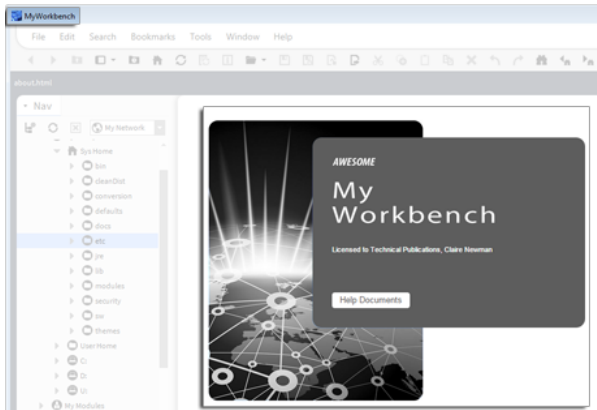 MyWorkbench
File Edit Search Bookmarks Tools Window Help
about.html
Nav
My Network
Sys Home
bin
cleanDist
conversion
defaults
docs
etc
jre
lib
modules
security
sw
themes
User Home
C:
D:
U:
My Modules
AWESOME
My
Workbench
Licensed to Technical Publications, Claire Newman
Help Documents